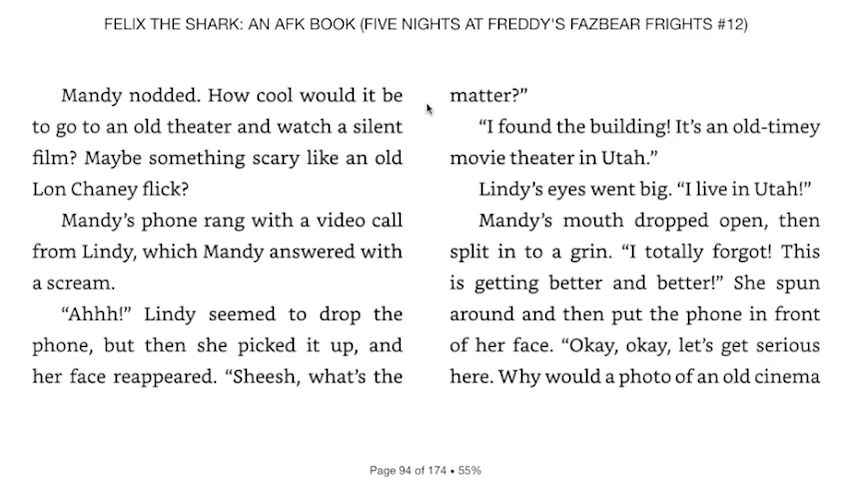 FELIX THE SHARK: AN AFK BOOK (FIVE NIGHTS AT FREDDY'S FAZBEAR FRIGHTS #12)
Mandy nodded. How cool would it be
to go to an old theater and watch a silent
film? Maybe something scary like an old
Lon Chaney flick?
Mandy’s phone rang with a video call
from Lindy, which Mandy answered with
a scream.
“Ahhh!” Lindy seemed to drop the
phone, but then she picked it up, and
her face reappeared. “Sheesh, what’s the
matter?”
“I found the building! It’s an old-timey
movie theater in Utah.”
Lindy’s eyes went big. “I live in Utah!”
Mandy’s mouth dropped open, then
split in to a grin. “I totally forgot! This
is getting better and better!” She spun
around and then put the phone in front
of her face. “Okay, okay, let’s get serious
here. Why would a photo of an old cinema
Page 94 of 174 • 55%